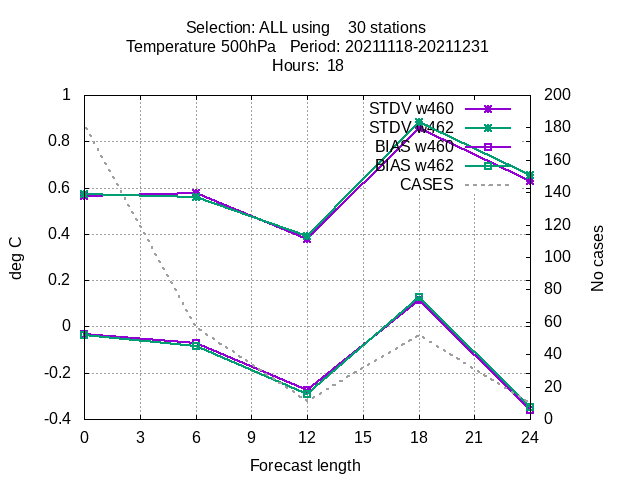 Selection: ALL using    30 stations
Temperature 500hPa   Period: 20211118-20211231
Hours:  18
1
0.8
0.6
0.4
0.2
0
-0.2
-0.4
deg C
200
180
160
140
120
100
80
60
40
20
0
No cases
STDV w460
STDV w462
BIAS w460
BIAS w462
CASES
0 3 6 9 12 15 18 21 24
Forecast length